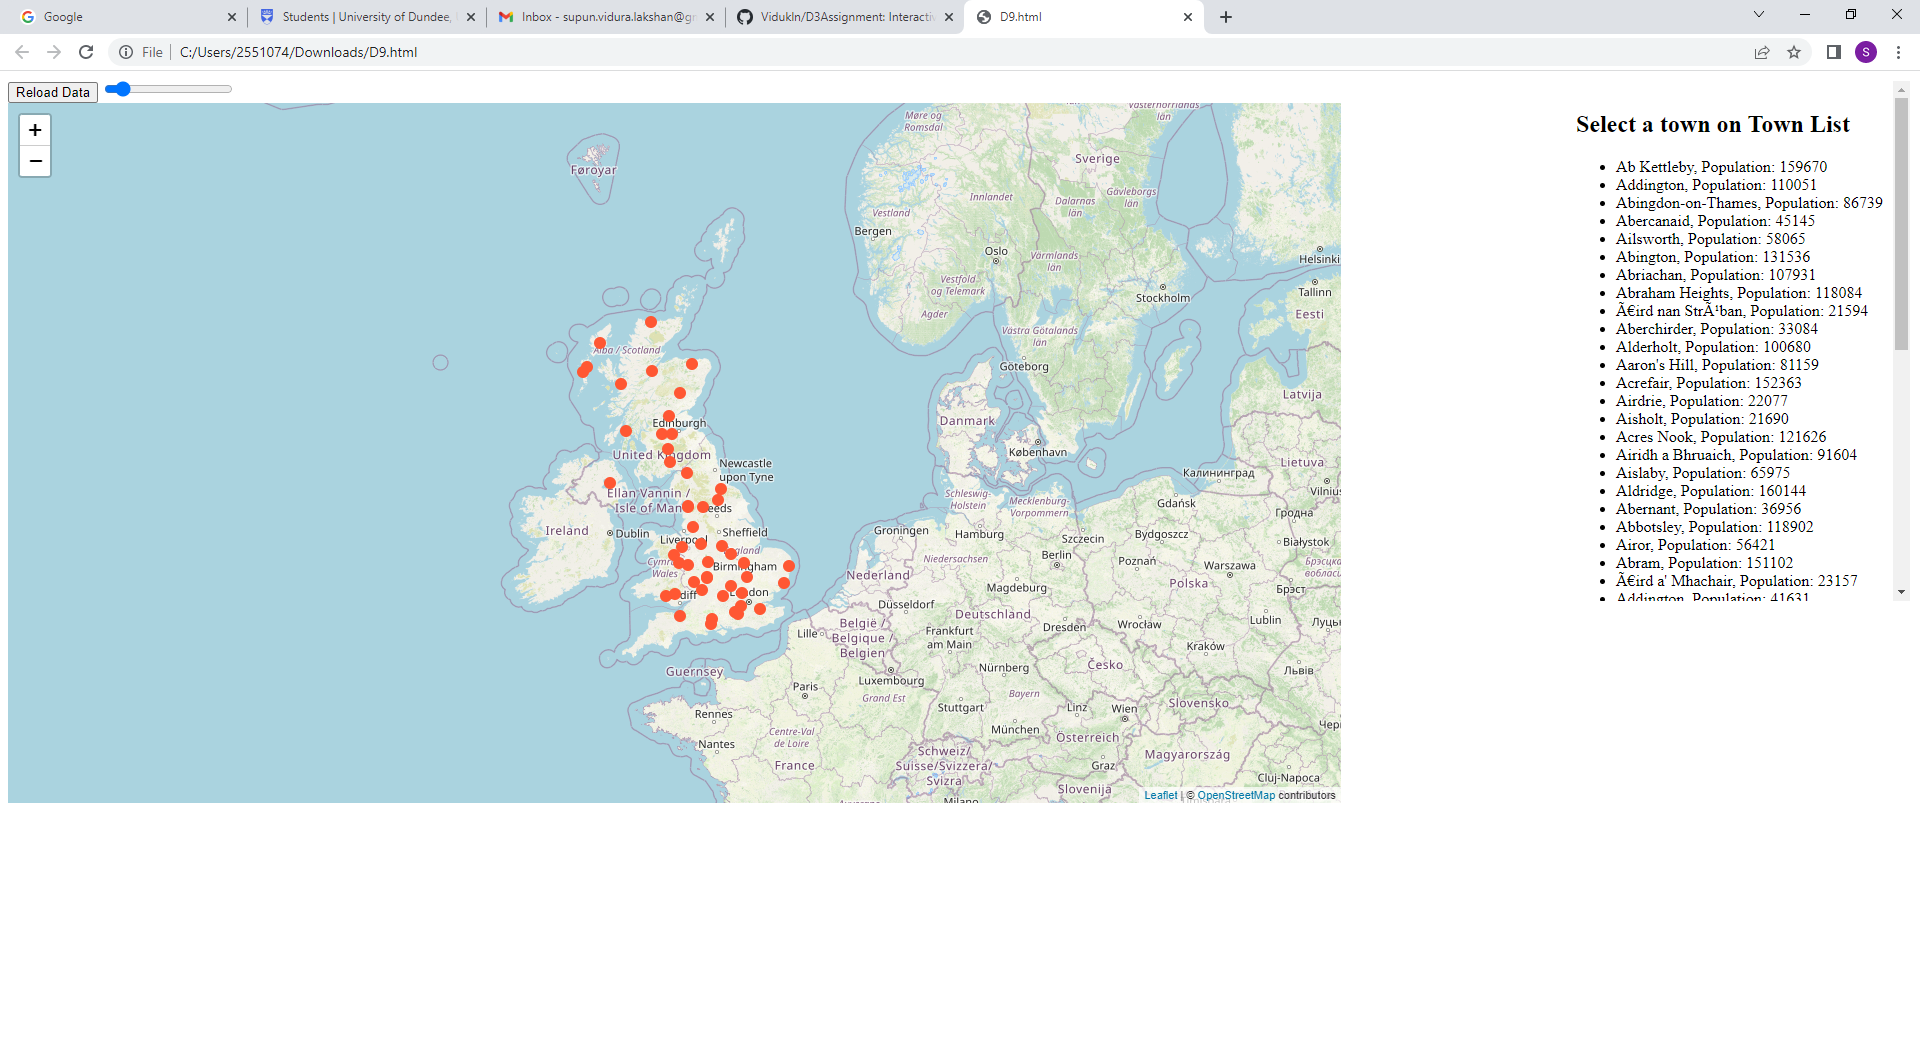 Google
Students | University of Dundee,
Inbox - supun.vidura.lakshan@gr
VidukIn/D3Assignment: Interactiv
D9.html
File | C:/Users/2551074/Downloads/D9.html
S
Reload Data
+
−
Select a town on Town List
Ab Kettleby, Population: 159670
Addington, Population: 110051
Abingdon-on-Thames, Population: 86739
Abercanaid, Population: 45145
Ailsworth, Population: 58065
Abington, Population: 131536
Abriachan, Population: 107931
Abraham Heights, Population: 118084
Ã€ird nan StrÃ¹ban, Population: 21594
Aberchirder, Population: 33084
Alderholt, Population: 100680
Aaron's Hill, Population: 81159
Acrefair, Population: 152363
Airdrie, Population: 22077
Aisholt, Population: 21690
Acres Nook, Population: 121626
Airidh a Bhruaich, Population: 91604
Aislaby, Population: 65975
Aldridge, Population: 160144
Abernant, Population: 36956
Abbotsley, Population: 118902
Airor, Population: 56421
Abram, Population: 151102
Ã€ird a' Mhachair, Population: 23157
Addington, Population: 41631
Møre og
Romsdal
Västernorrlands
län
Føroyar
Sverige
Innlandet
Dalarnas
län
Gävleborgs
län
Vestland
Bergen
Oslo
Värmlands
län
Helsinki
Vestfold-
og Telemark
Stockholm
Tallinn
Agder
Eesti
Västra Götalands
län
Alba / Scotland
Göteborg
Latvija
Edinburgh
Danmark
United Kingdom
København
Newcastle
upon Tyne
Lietuva
Калининград
Vilnius
Ellan Vannin /
Isle of Man
Leeds
Schleswig-
Holstein
Mecklenburg-
Vorpommern
Gdańsk
Гродна
Ireland
Dublin
Liverpool
Sheffield
Groningen
Hamburg
Szczecin
Bydgoszcz
Białystok
England
Cymru
Wales
Birmingham
Niedersachsen
Berlin
Poznań
Warszawa
Nederland
Magdeburg
Polska
Брэст
Cardiff
London
Düsseldorf
Deutschland
Lille
België /
Belgique /
Belgien
Frankfurt
am Main
Dresden
Wrocław
Lublin
Луцьк
Guernsey
Nürnberg
Česko
Kraków
Львів
Paris
Luxembourg
Grand Est
Bayern
Rennes
Stuttgart
Linz
Wien
Slovensko
Nantes
Centre-Val
de Loire
München
Österreich
France
Schweiz/
Suisse/Svizzera/
Svizra
Graz
Magyarország
Cluj-Napoca
Slovenija
Milano
Leaflet | © OpenStreetMap contributors